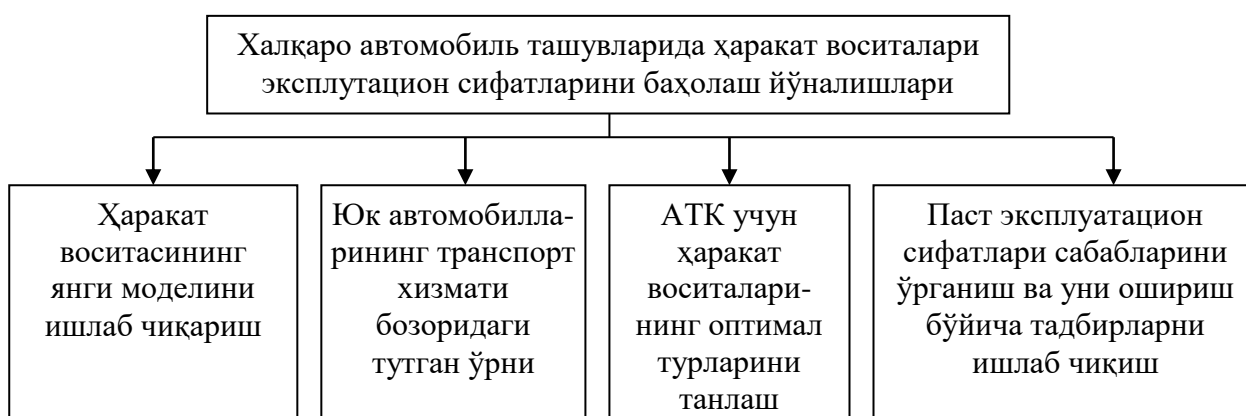 Халқаро автомобиль ташувларида ҳаракат воситалари
эксплутацион сифатларини баҳолаш йўналишлари
Ҳаракат
воситасининг
янги моделини
ишлаб чиқариш
Юк автомобилла-
рининг транспорт
хизмати
бозоридаги
тутган ўрни
АТК учун
ҳаракат
воситалари-
нинг оптимал
турларини
танлаш
Паст эксплуатацион
сифатлари сабабларини
ўрганиш ва уни ошириш
бўйича тадбирларни
ишлаб чиқиш